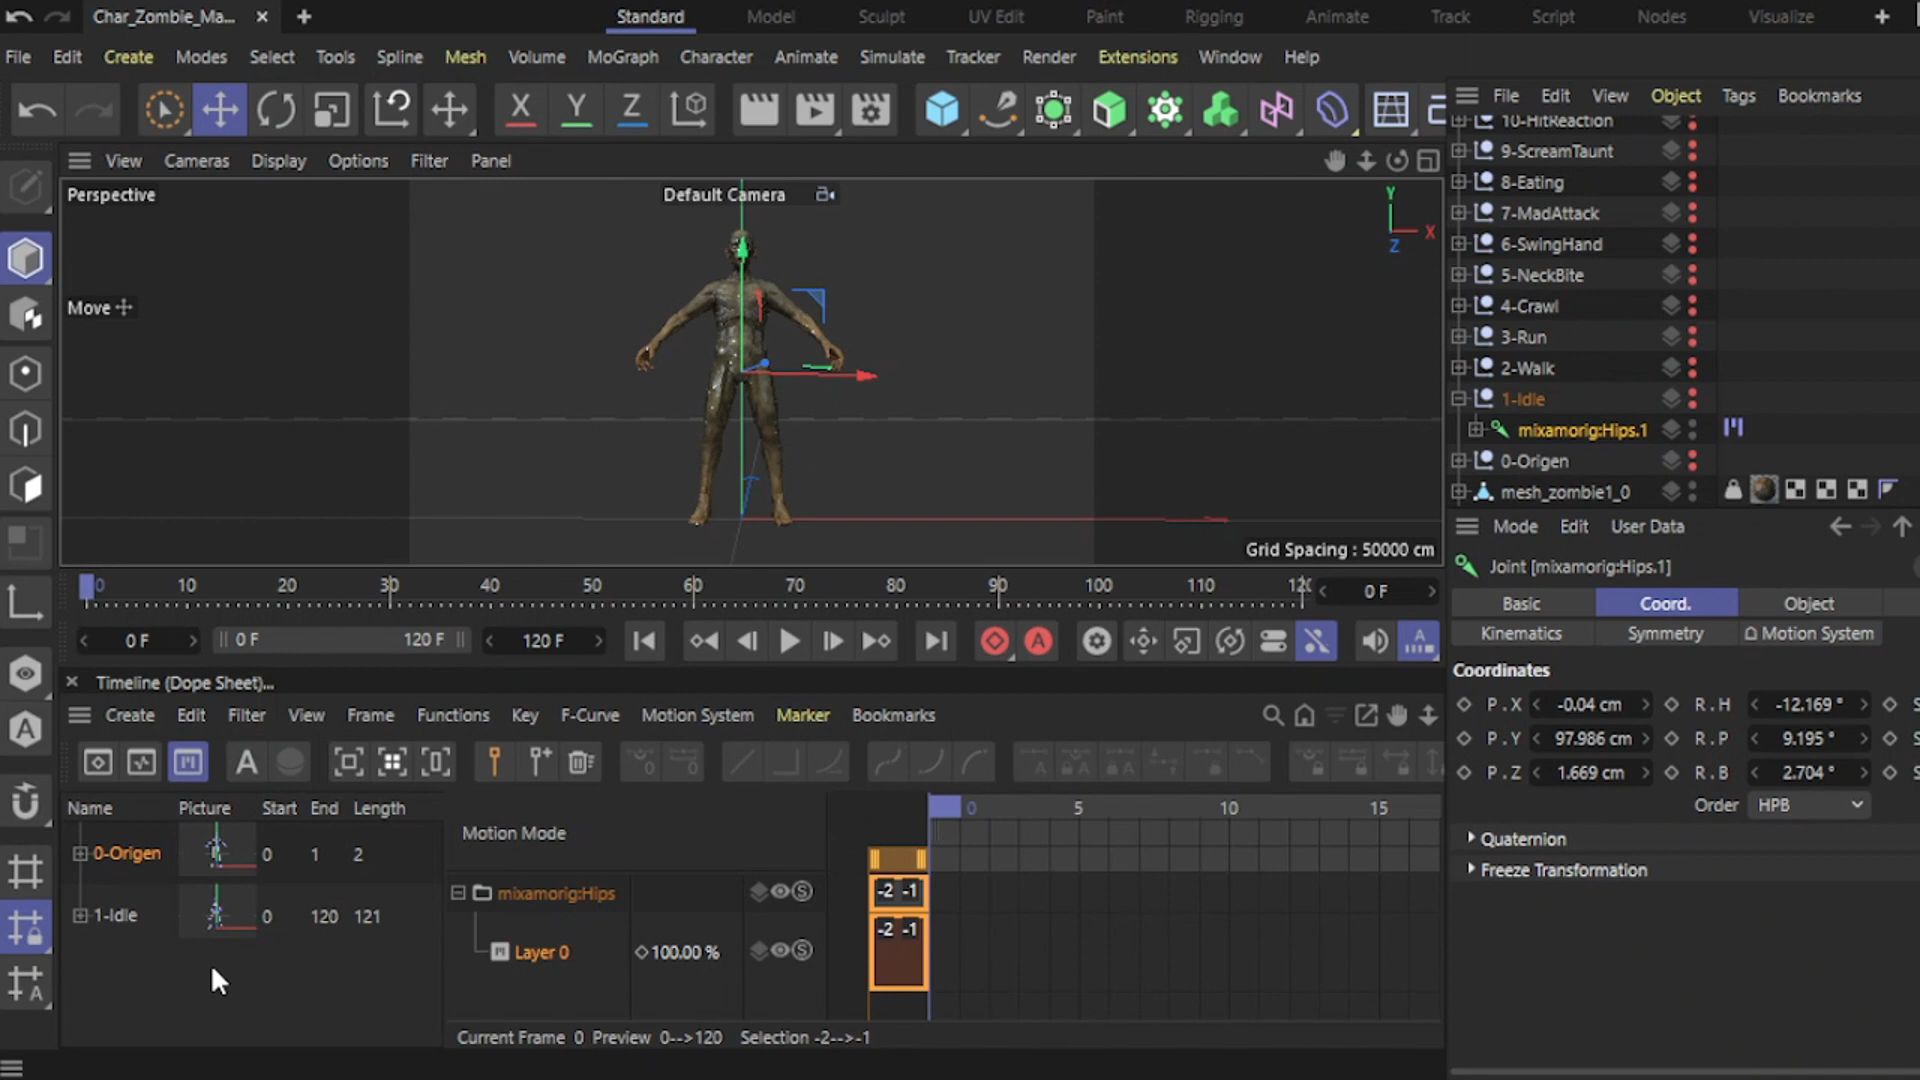 Char_Zombie_Ma...
Standard Model Sculpt UV Edit Paint Rigging Animate Track Script Nodes Visualize
File Edit Create Modes Select Tools Spline Mesh Volume MoGraph Character Animate Simulate Tracker Render Extensions Window Help
X Y Z
File Edit View Object Tags Bookmarks
View Cameras Display Options Filter Panel
Perspective
Default Camera
Y
X
Z
Move
Grid Spacing : 50000 cm
10-HitReaction
9-ScreamTaunt
8-Eating
7-MadAttack
6-SwingHand
5-NeckBite
4-Crawl
3-Run
2-Walk
1-Idle
mixamorig:Hips.1
0-Origen
mesh_zombie1_0
Mode Edit User Data
Joint [mixamorig:Hips.1]
Basic Coord. Object
Kinematics Symmetry Motion System
Coordinates
P . X -0.04 cm R . H -12.169 ° S
P . Y 97.986 cm R . P 9.195 ° S
P . Z 1.669 cm R . B 2.704 ° S
Order HPB
Quaternion
Freeze Transformation
0 10 20 30 40 50 60 70 80 90 100 110 120 0 F
0 F 0 F 120 F 120 F
Timeline (Dope Sheet)...
Create Edit Filter View Frame Functions Key F-Curve Motion System Marker Bookmarks
Name Picture Start End Length
0-Origen 0 1 2
1-Idle 0 120 121
Motion Mode
mixamorig:Hips
Layer 0 100.00 %
0 5 10 15
-2 -1
-2 -1
Current Frame 0 Preview 0-->120 Selection -2-->-1